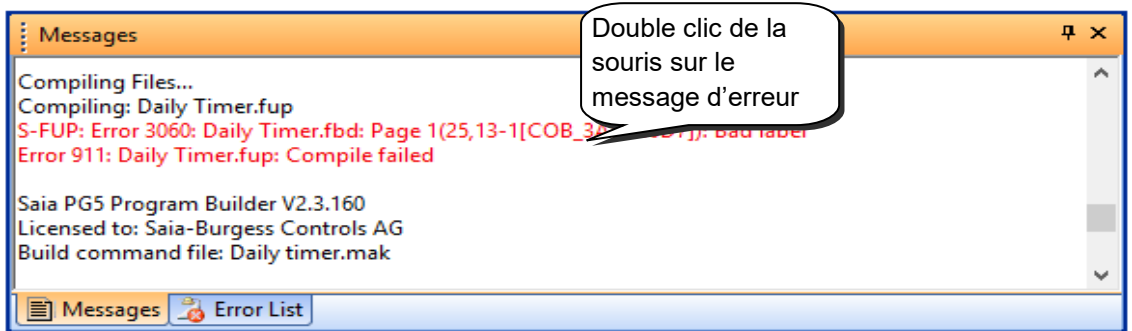 Messages
Double clic de la
souris sur le
message d'erreur
Compiling Files...
Compiling: Daily Timer.fup
S-FUP: Error 3060: Daily Timer.fbd: Page 1(25,13-1[COB_3 ]): Bad label
Error 911: Daily Timer.fup: Compile failed
Saia PG5 Program Builder V2.3.160
Licensed to: Saia-Burgess Controls AG
Build command file: Daily timer.mak
Messages
Error List